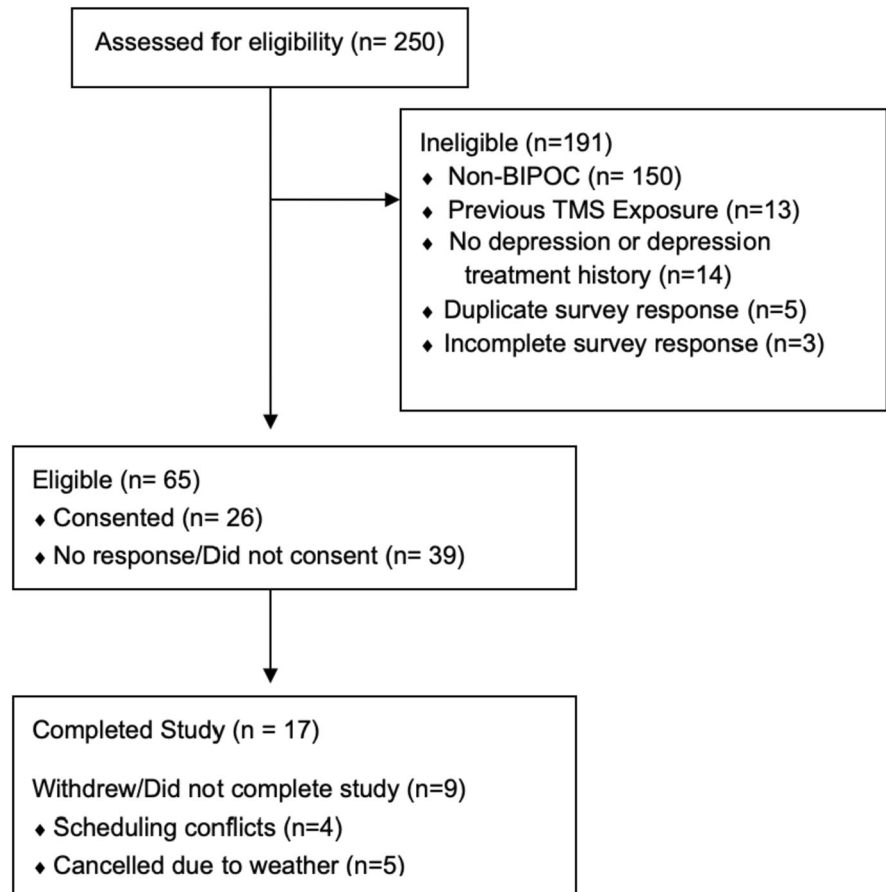 Assessed for eligibility (n= 250)
Ineligible (n=191)
♦ Non-BIPOC (n= 150)
♦ Previous TMS Exposure (n=13)
♦ No depression or depression
treatment history (n=14)
♦ Duplicate survey response (n=5)
♦ Incomplete survey response (n=3)
Eligible (n= 65)
♦ Consented (n= 26)
♦ No response/Did not consent (n= 39)
Completed Study (n = 17)
Withdrew/Did not complete study (n=9)
♦ Scheduling conflicts (n=4)
♦ Cancelled due to weather (n=5)